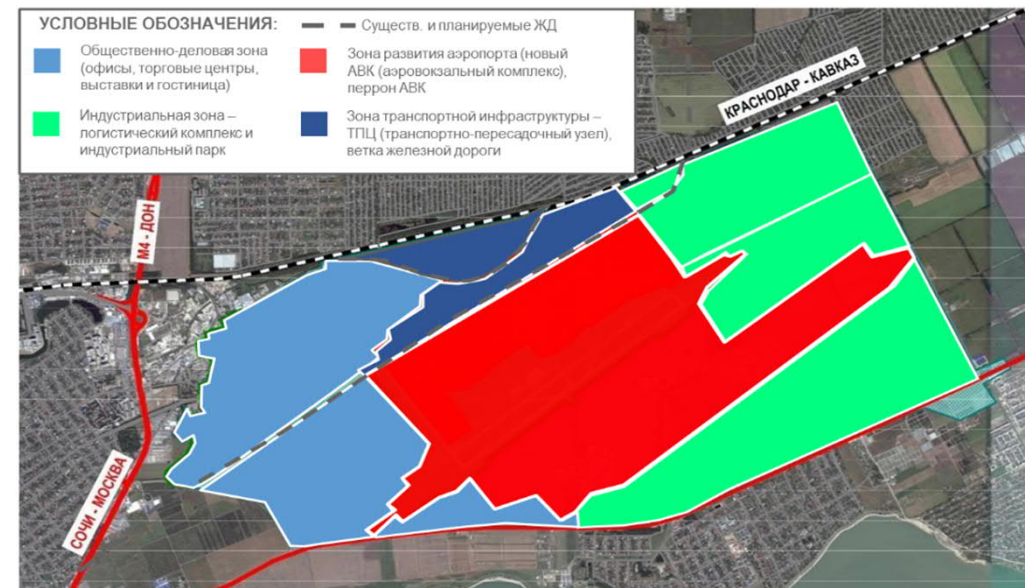 УСЛОВНЫЕ ОБОЗНАЧЕНИЯ:
Общественно-деловая зона
(офисы, торговые центры,
выставки и гостиница)
Индустриальная зона –
логистический комплекс и
индустриальный парк
Существ. и планируемые ЖД
Зона развития аэропорта (новый
АВК (аэровокзальный комплекс),
перрон АВК
Зона транспортной инфраструктуры –
ТПЦ (транспортно-пересадочный узел),
ветка железной дороги
КРАСНОДАР - КАВКАЗ
М4 - ДОН
СОЧИ - МОСКВА